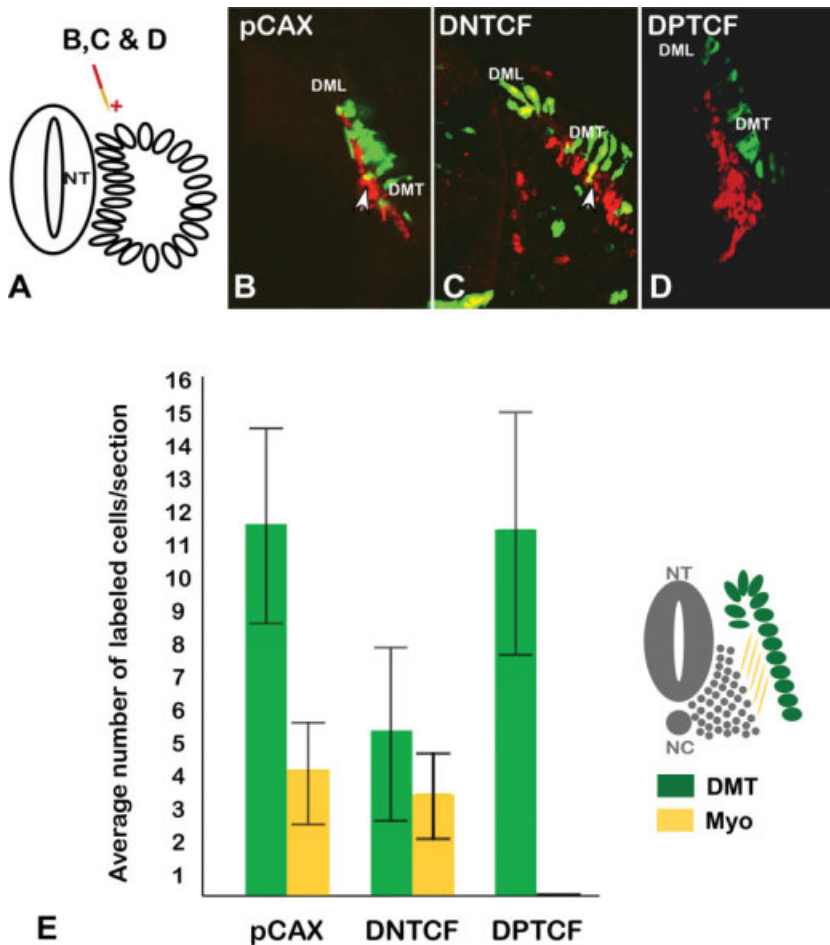 B,C & D
+
NT
A
pCAX
DML
DMT
B
DNTCF
DML
DMT
C
DPTCF
DML
DMT
D
Average number of labeled cells/section
16
15
14
13
12
11
10
9
8
7
6
5
4
3
2
1
pCAX
DNTCF
DPTCF
E
NT
NC
DMT
Myo